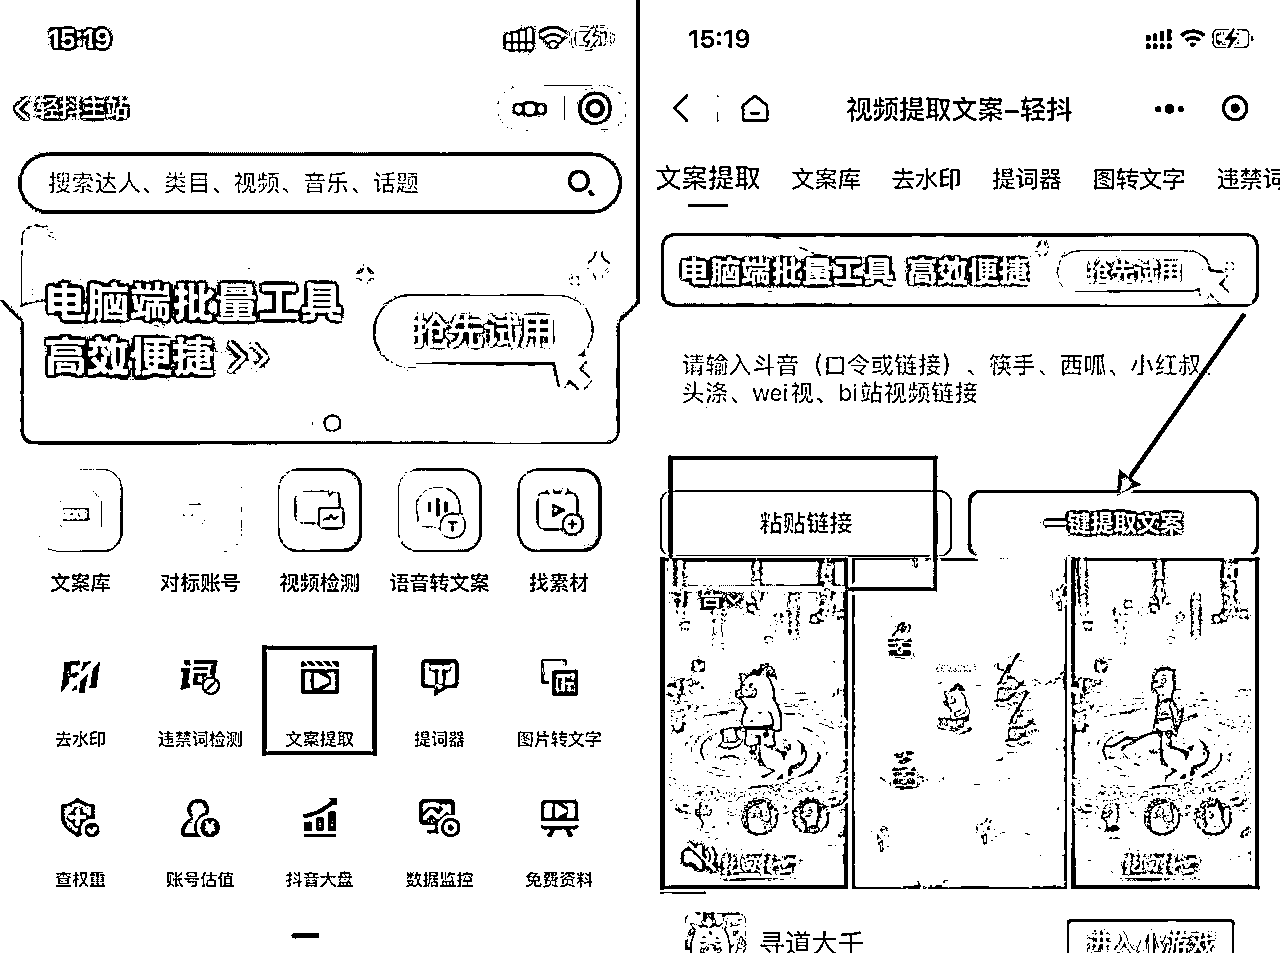 15:19
轻抖主站
搜索达人、类目、视频、音乐、话题
电脑端批量工具
高效便捷
抢先试用
文案库
对标账号
视频检测
语音转文案
找素材
去水印
违禁词检测
文案提取
提词器
图片转文字
查权重
账号估值
抖音大盘
数据监控
免费资料
15:19
视频提取文案-轻抖
文案提取 文案库 去水印 提词器 图转文字 违禁词
电脑端批量工具 高效便捷 抢先试用
请输入斗音（口令或链接）、筷手、西呱、小红叔、
头涤、wei视、bi站视频链接
粘贴链接
一键提取文案
寻道大千
进入小游戏